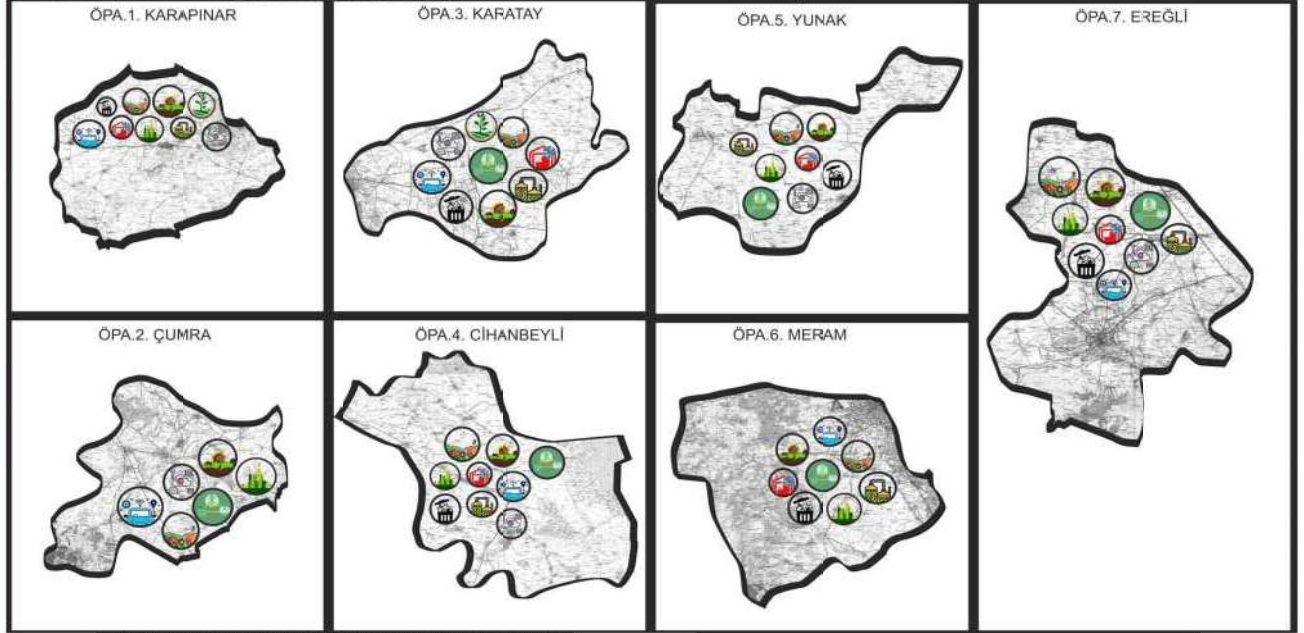 ÖPA.1. KARAPINAR
ÖPA.3. KARATAY
ÖPA.5. YUNAK
ÖPA.7. EREĞLİ
ÖPA.2. ÇUMRA
ÖPA.4. CİHANBEYLİ
ÖPA.6. MERAM